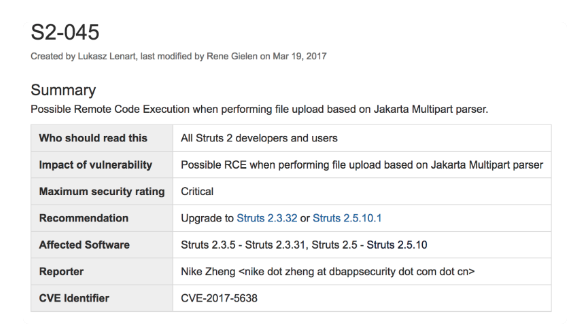 S2-045
Created by Lukasz Lenart, last modified by Rene Gielen on Mar 19, 2017
Summary
Possible Remote Code Execution when performing file upload based on Jakarta Multipart parser.
Who should read this All Struts 2 developers and users
Impact of vulnerability Possible RCE when performing file upload based on Jakarta Multipart parser
Maximum security rating Critical
Recommendation Upgrade to Struts 2.3.32 or Struts 2.5.10.1
Affected Software Struts 2.3.5 - Struts 2.3.31, Struts 2.5 - Struts 2.5.10
Reporter Nike Zheng <nike dot zheng at dbappsecurity dot com dot cn>
CVE Identifier CVE-2017-5638